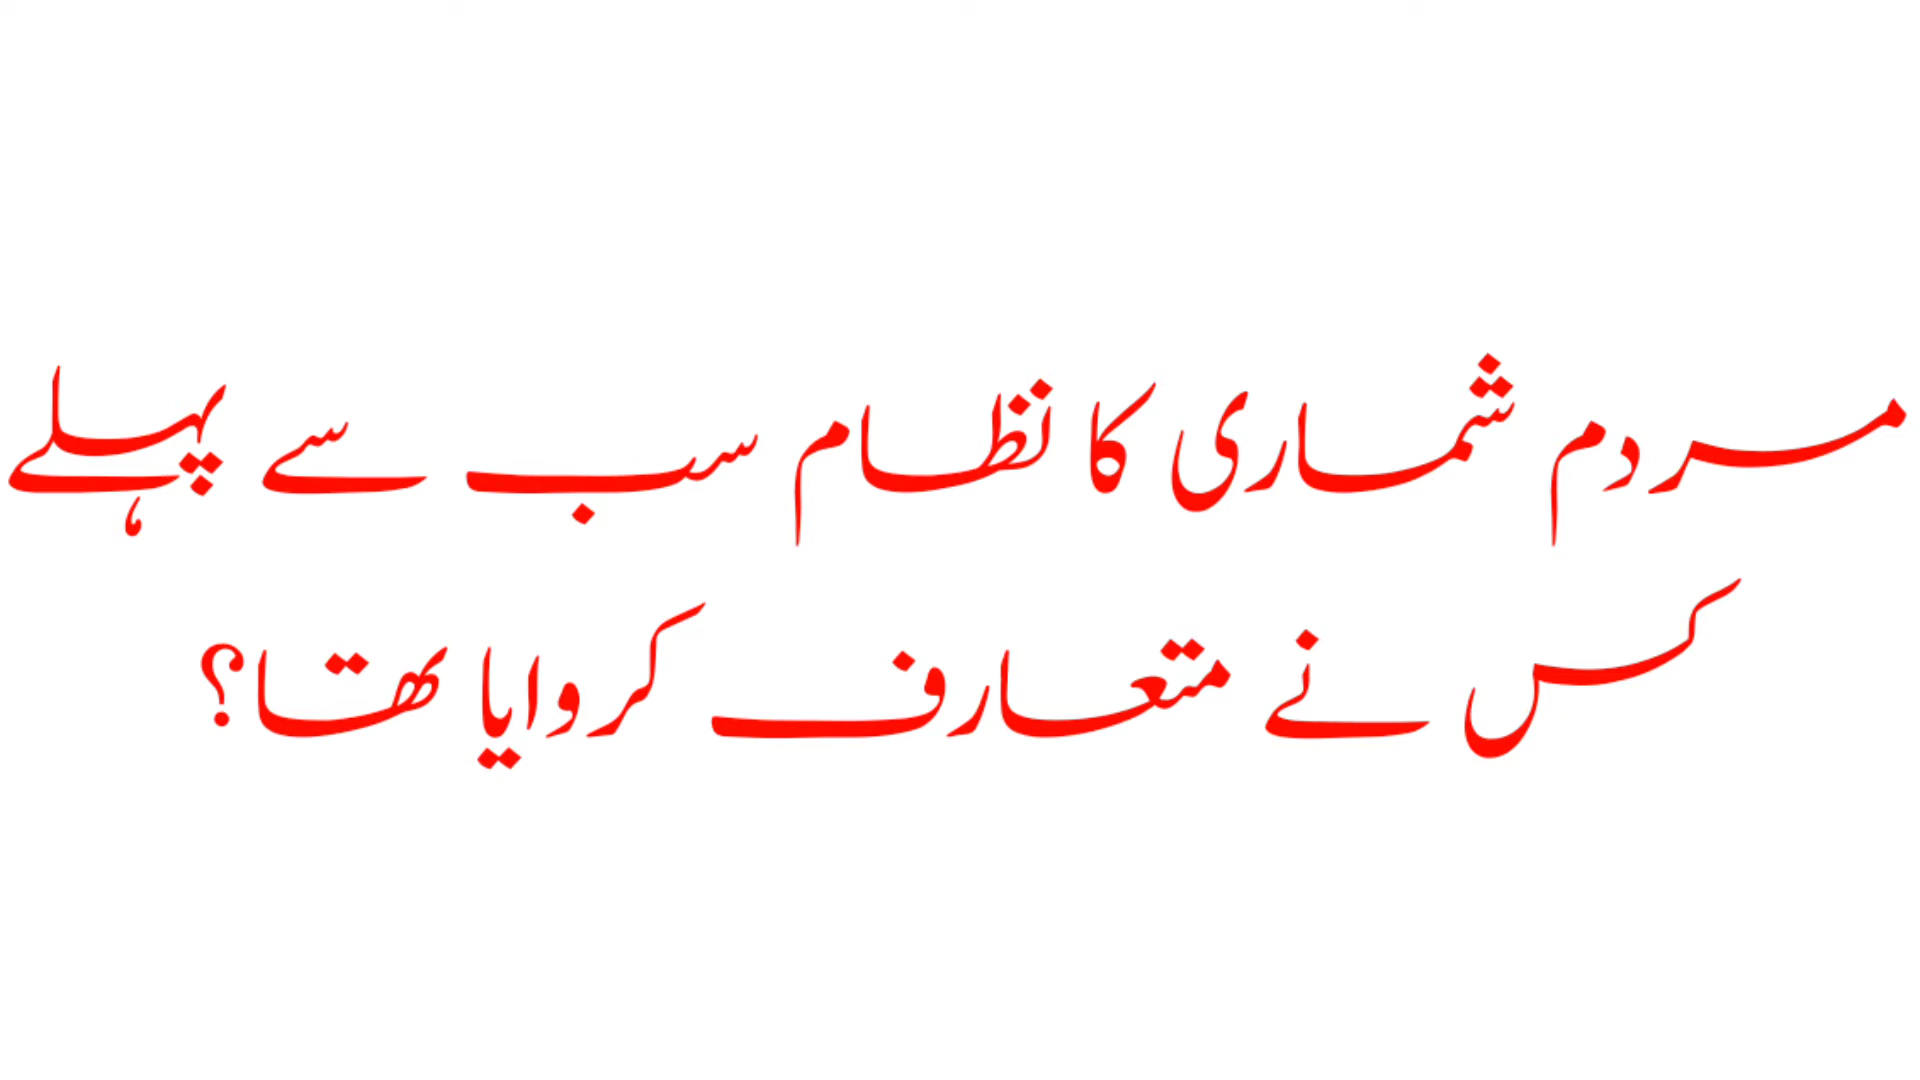 مردم شماری کا نظام سب سے پہلے
کس نے متعارف کروایا تھا؟